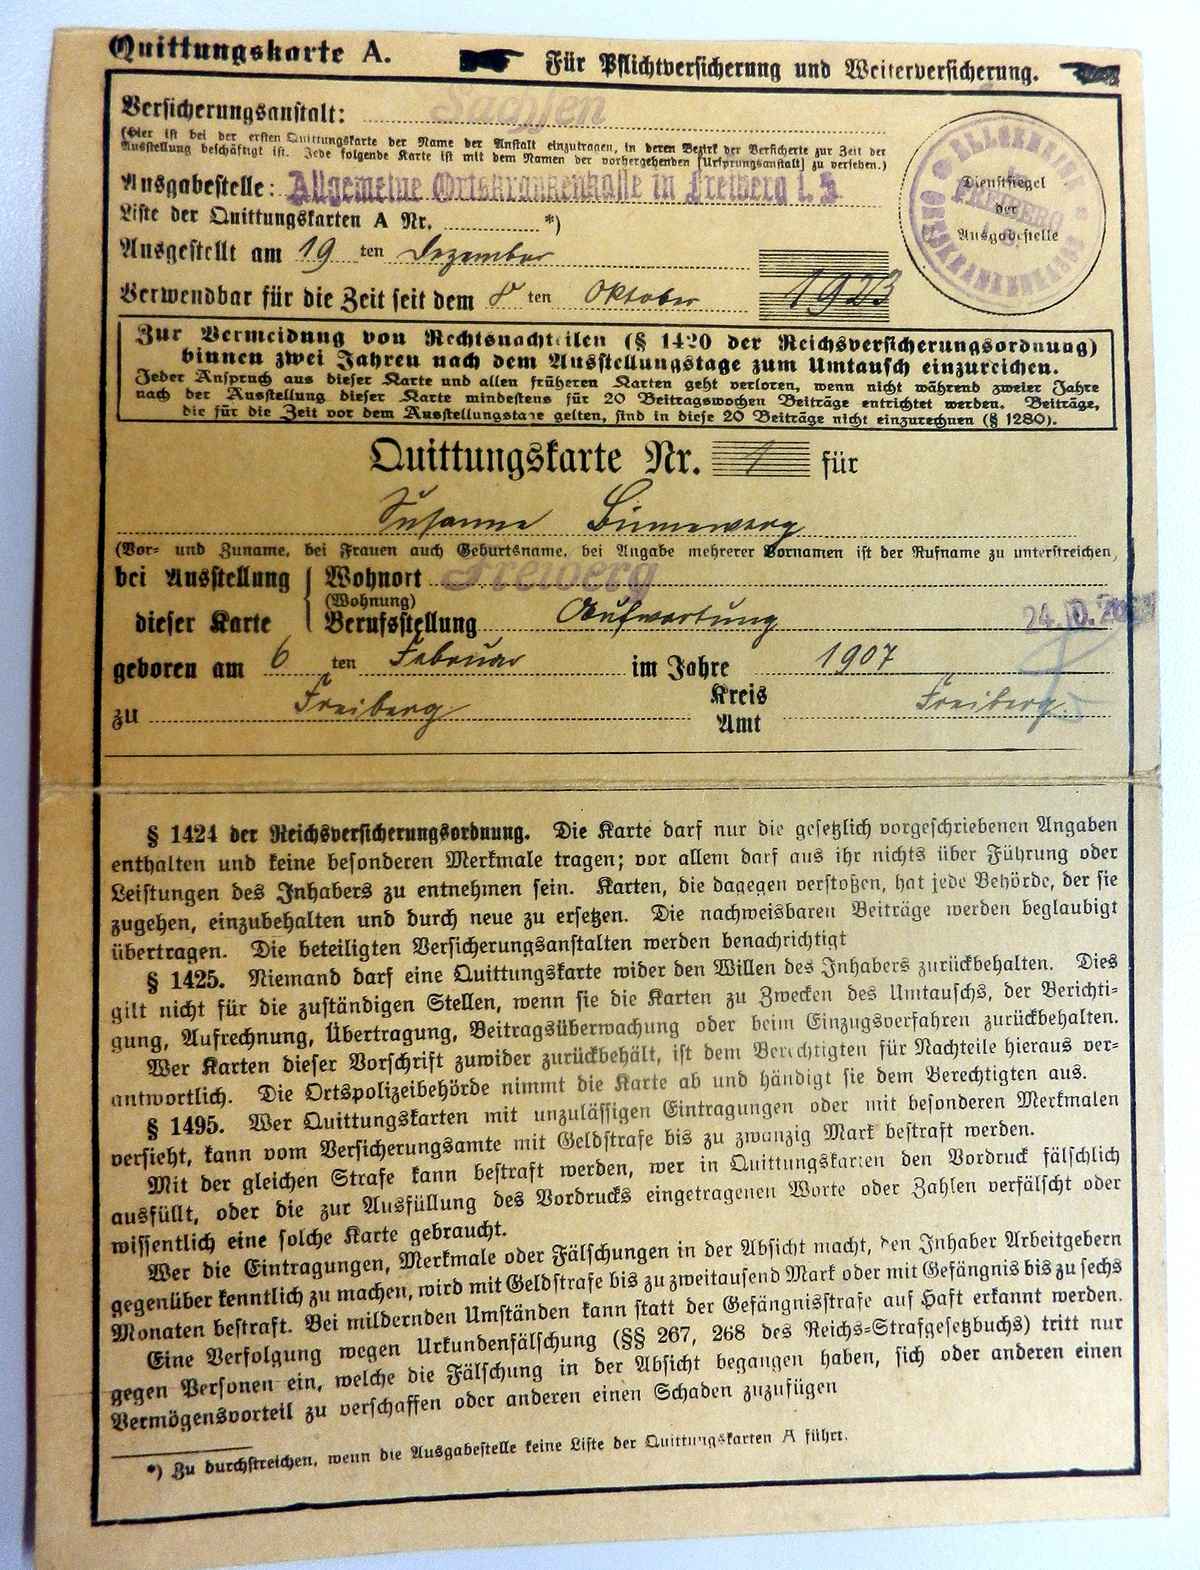 Quittungskarte A. Für Pflichtversicherung und Weiterversicherung.
Versicherungsanstalt: Sachsen
(Hier ist bei der ersten Quittungskarte der Name der Anstalt einzutragen, in deren Bezirk der Versicherte zur Zeit der
Ausstellung beschäftigt ist. Jede folgende Karte ist mit dem Namen der vorhergehenden [Ursprungsanstalt] zu versehen.)
Ausgabestelle: Allgemeine Ortskrankenkasse in Freiberg i. S.
Liste der Quittungskarten A Nr. *)
Ausgestellt am 19 ten Dezember
Verwendbar für die Zeit seit dem 8 ten Oktober 1923
ALLGEMEINE ORTSKRANKENKASSE
FREIBERG
Dienstsiegel
der
Ausgabestelle
Zur Vermeidung von Rechtsnachteilen (§ 1420 der Reichsversicherungsordnung)
binnen zwei Jahren nach dem Ausstellungstage zum Umtausch einzureichen.
Jeder Anspruch aus dieser Karte und allen früheren Karten geht verloren, wenn nicht während zweier Jahre
nach der Ausstellung dieser Karte mindestens für 20 Beitragswochen Beiträge entrichtet werden. Beiträge,
die für die Zeit vor dem Ausstellungstage gelten, sind in diese 20 Beiträge nicht einzurechnen (§ 1280).
Quittungskarte Nr. 1 für
Susanne
(Vor- und Zuname, bei Frauen auch Geburtsname, bei Angabe mehrerer Vornamen ist der Rufname zu unterstreichen,
bei Ausstellung Wohnort Freiberg
(Wohnung)
dieser Karte Berufsstellung Aufwartung
geboren am 6 ten Februar im Jahre 1907
zu Freiberg Kreis Freiberg
Amt
§ 1424 der Reichsversicherungsordnung. Die Karte darf nur die gesetzlich vorgeschriebenen Angaben
enthalten und keine besonderen Merkmale tragen; vor allem darf aus ihr nichts über Führung oder
Leistungen des Inhabers zu entnehmen sein. Karten, die dagegen verstoßen, hat jede Behörde, der sie
zugehen, einzubehalten und durch neue zu ersetzen. Die nachweisbaren Beiträge werden beglaubigt
übertragen. Die beteiligten Versicherungsanstalten werden benachrichtigt
§ 1425. Niemand darf eine Quittungskarte wider den Willen des Inhabers zurückbehalten. Dies
gilt nicht für die zuständigen Stellen, wenn sie die Karten zu Zwecken des Umtauschs, der Berichti-
gung, Aufrechnung, Übertragung, Beitragsüberwachung oder beim Einzugsverfahren zurückbehalten.
Wer Karten dieser Vorschrift zuwider zurückbehält, ist dem Berechtigten für Nachteile hieraus ver-
antwortlich. Die Ortspolizeibehörde nimmt die Karte ab und händigt sie dem Berechtigten aus.
§ 1495. Wer Quittungskarten mit unzulässigen Eintragungen oder mit besonderen Merkmalen
versieht, kann vom Versicherungsamte mit Geldstrafe bis zu zwanzig Mark bestraft werden.
Mit der gleichen Strafe kann bestraft werden, wer in Quittungskarten den Vordruck fälschlich
ausfüllt, oder die zur Ausfüllung des Vordrucks eingetragenen Worte oder Zahlen verfälscht oder
wissentlich eine solche Karte gebraucht.
Wer die Eintragungen, Merkmale oder Fälschungen in der Absicht macht, den Inhaber Arbeitgebern
gegenüber kenntlich zu machen, wird mit Geldstrafe bis zu zweitausend Mark oder mit Gefängnis bis zu sechs
Monaten bestraft. Bei mildernden Umständen kann statt der Gefängnisstrafe auf Haft erkannt werden.
Eine Verfolgung wegen Urkundenfälschung (§§ 267, 268 des Reichs-Strafgesetzbuchs) tritt nur
gegen Personen ein, welche die Fälschung in der Absicht begangen haben, sich oder anderen einen
Vermögensvorteil zu verschaffen oder anderen einen Schaden zuzufügen
*) Zu durchstreichen, wenn die Ausgabestelle keine Liste der Quittungskarten A führt.